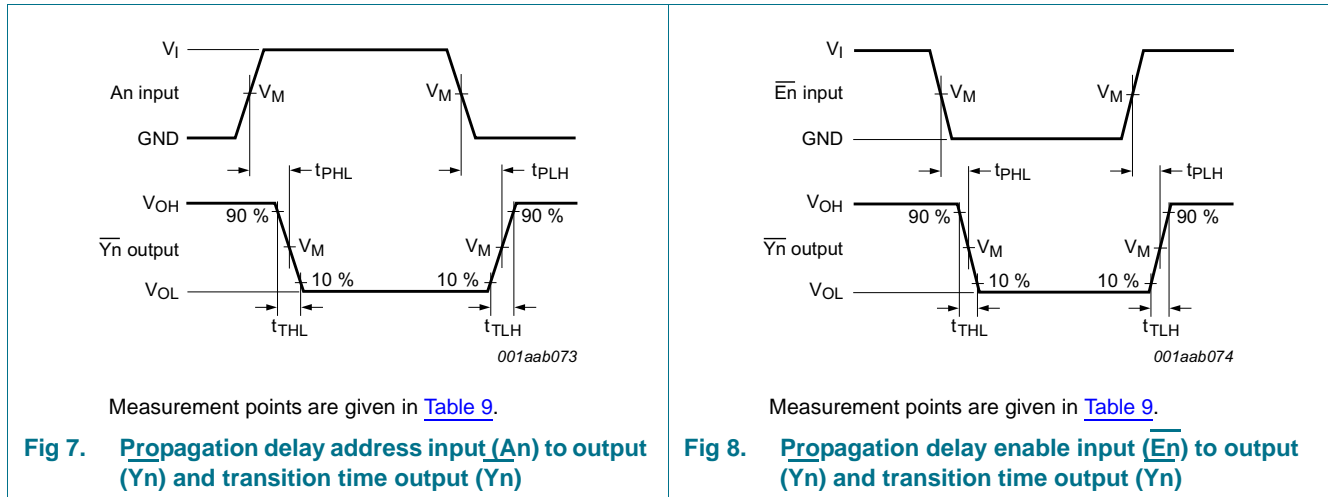 VI
An input
VM
VM
GND
tPHL
tPLH
VOH
90 %
90 %
Yn output
VM
VM
10 %
10 %
VOL
tTHL
tTLH
001aab073
Measurement points are given in Table 9.
Fig 7. Propagation delay address input (An) to output
(Yn) and transition time output (Yn)
VI
En input
VM
VM
GND
tPHL
tPLH
VOH
90 %
90 %
Yn output
VM
VM
10 %
10 %
VOL
tTHL
tTLH
001aab074
Measurement points are given in Table 9.
Fig 8. Propagation delay enable input (En) to output
(Yn) and transition time output (Yn)